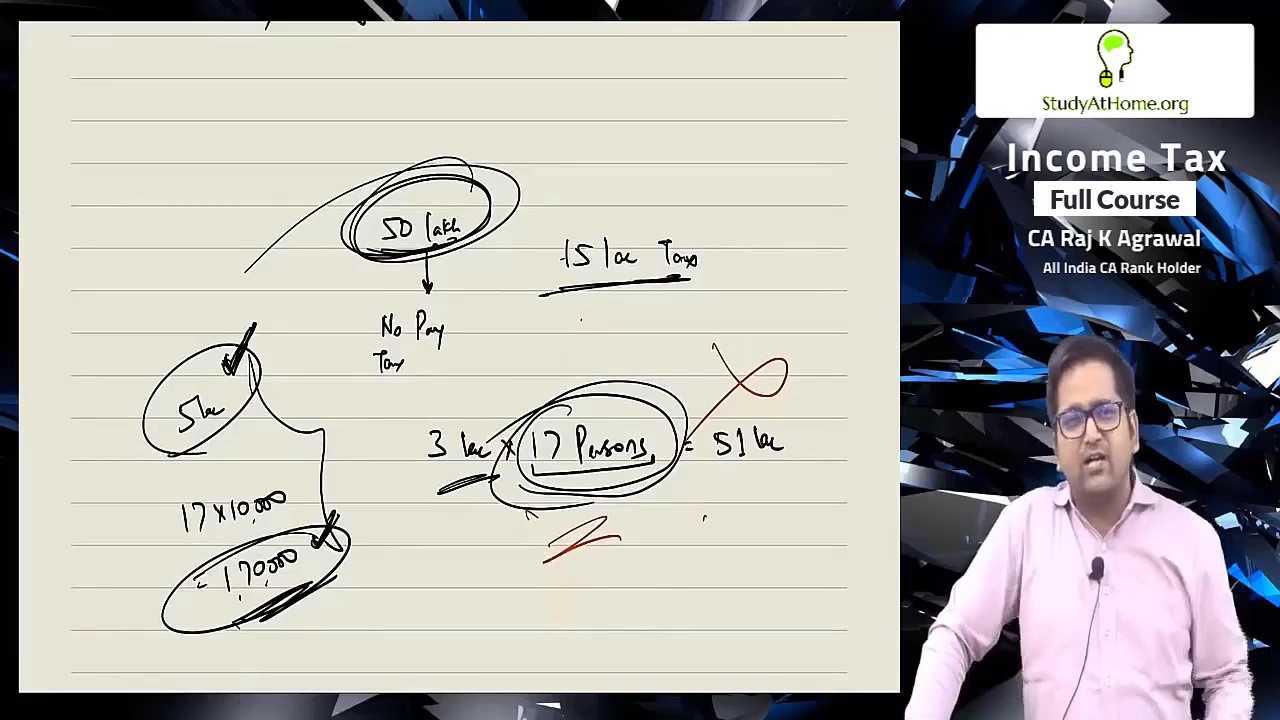 50 lakh
15 lac Tax
No Pay
Tax
5 lac
3 lac × 17 Persons = 51 lac
17 × 10,000
= 1,70,000
StudyAtHome.org
Income Tax
Full Course
CA Raj K Agrawal
All India CA Rank Holder